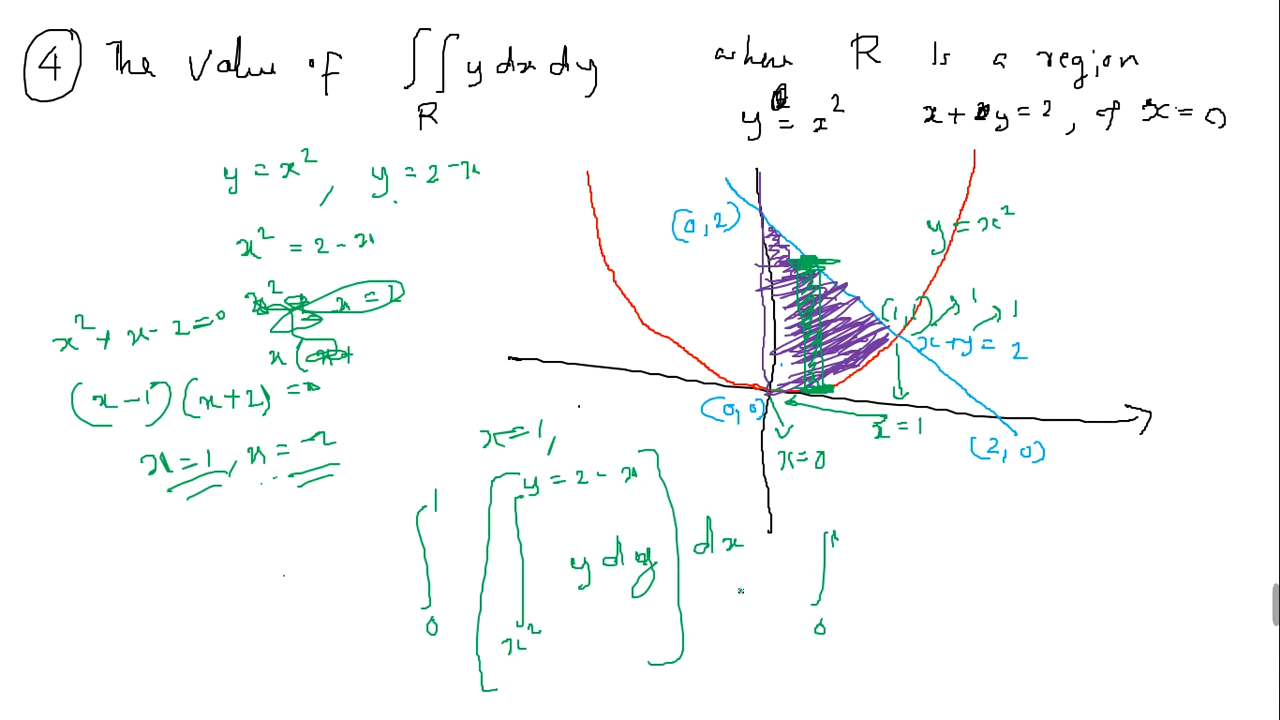 ④ The Value of ∫∫_R y dx dy where R is a region
y = x² x + y = 2, & x = 0
y = x², y = 2 - x
x² = 2 - x
x² + x - 2 = 0
(x - 1)(x + 2) = 0
x = 1, x = -2
x = 1,
(0, 2)
y = x²
(1, 1)
x + y = 2
1
1
(0, 0)
x = 0
x = 1
(2, 0)
∫₀¹ [ ∫_{x²}^{y = 2 - x} y dy ] dx
∫₀